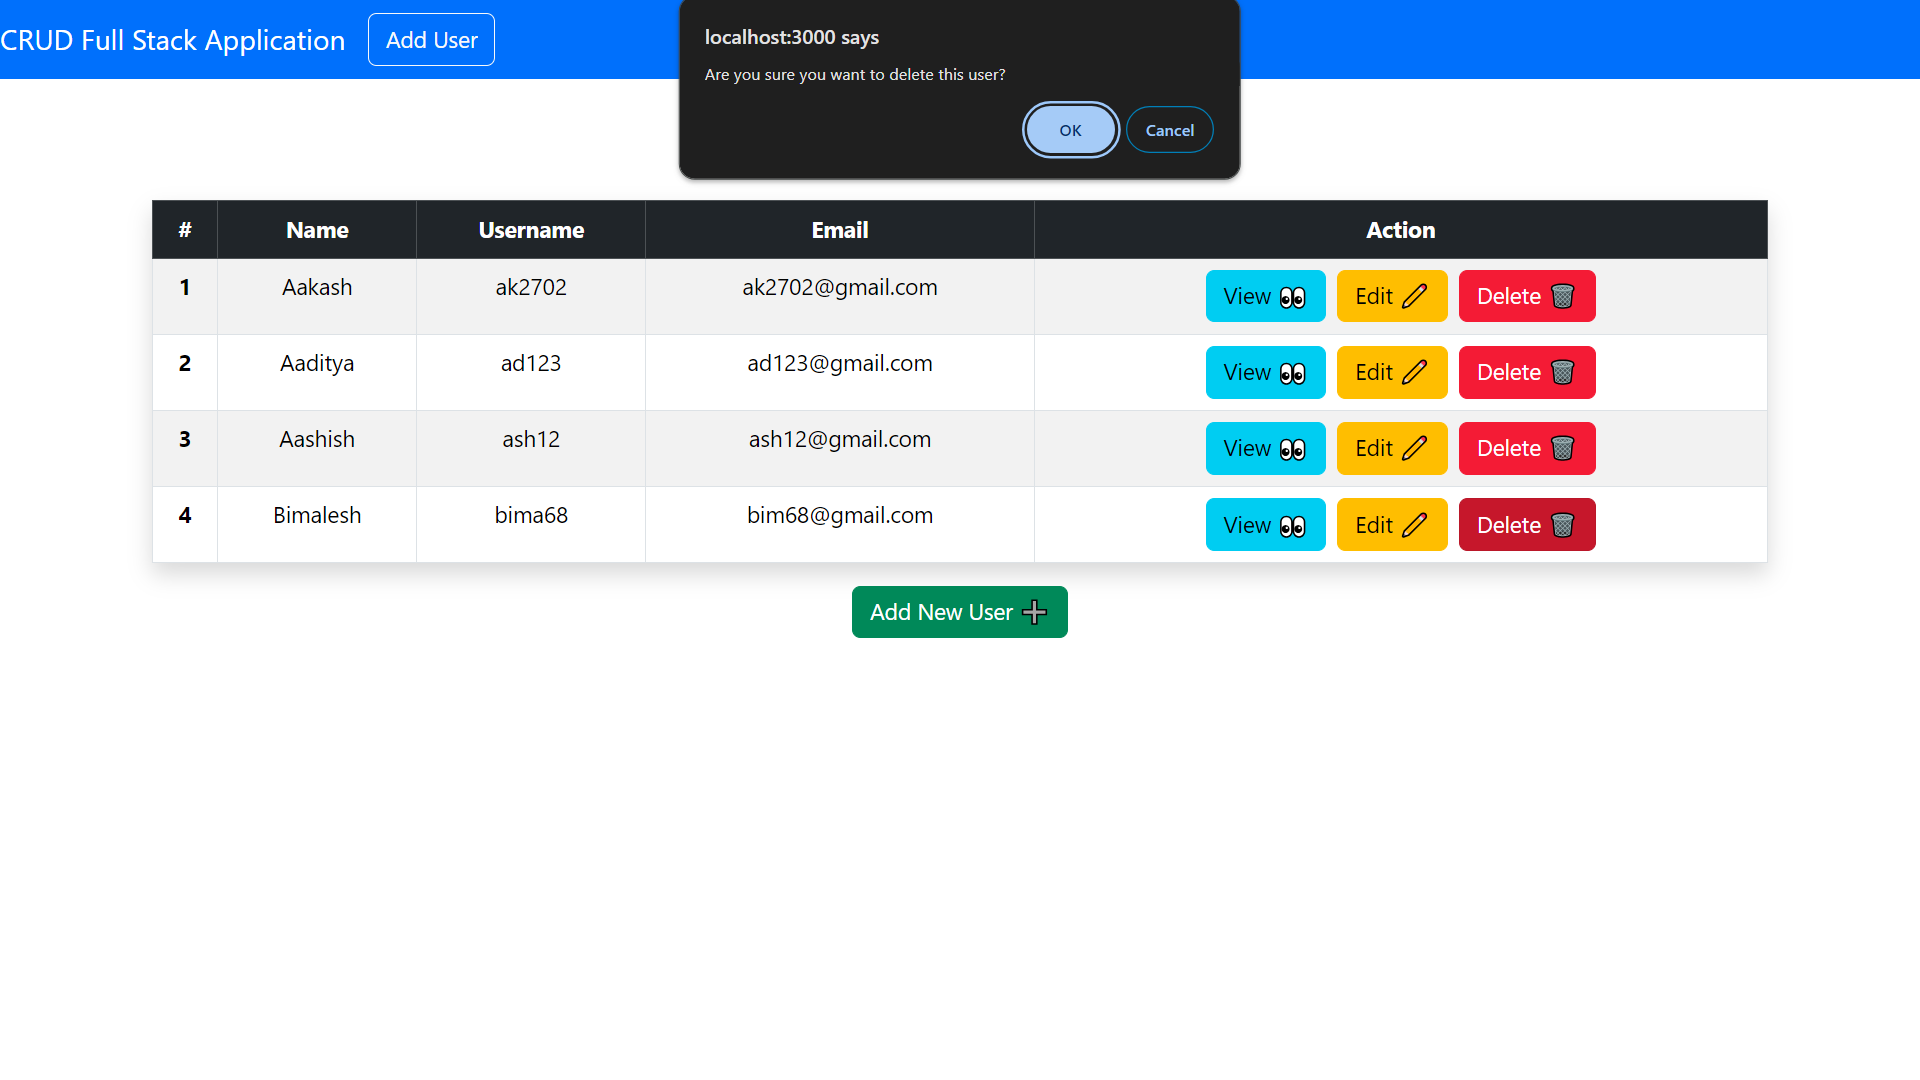 CRUD Full Stack Application Add User
localhost:3000 says
Are you sure you want to delete this user?
OK Cancel
# Name Username Email Action
1 Aakash ak2702 ak2702@gmail.com View Edit Delete
2 Aaditya ad123 ad123@gmail.com View Edit Delete
3 Aashish ash12 ash12@gmail.com View Edit Delete
4 Bimalesh bima68 bim68@gmail.com View Edit Delete
Add New User